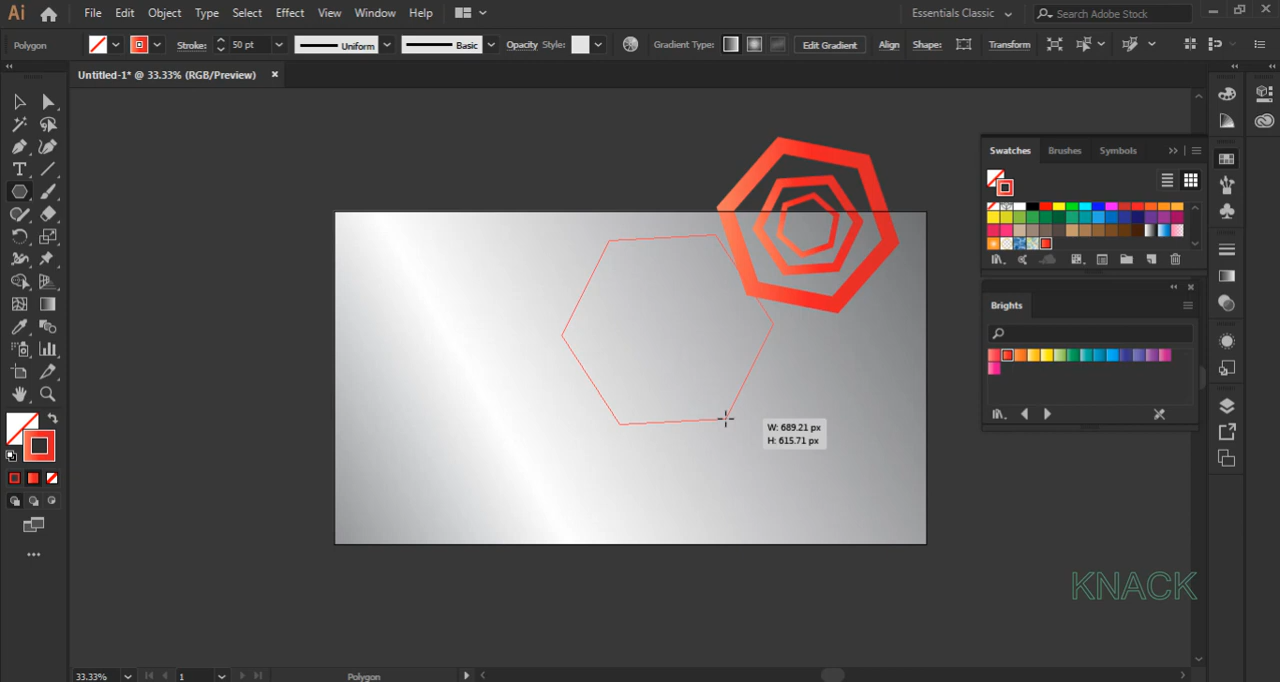 Ai File Edit Object Type Select Effect View Window Help Essentials Classic Search Adobe Stock
Polygon Stroke: 50 pt Uniform Basic Opacity Style: Gradient Type: Edit Gradient Align Shape: Transform
Untitled-1* @ 33.33% (RGB/Preview)
Swatches Brushes Symbols
Brights
W: 689.21 px
H: 615.71 px
KNACK
33.33% 1 Polygon